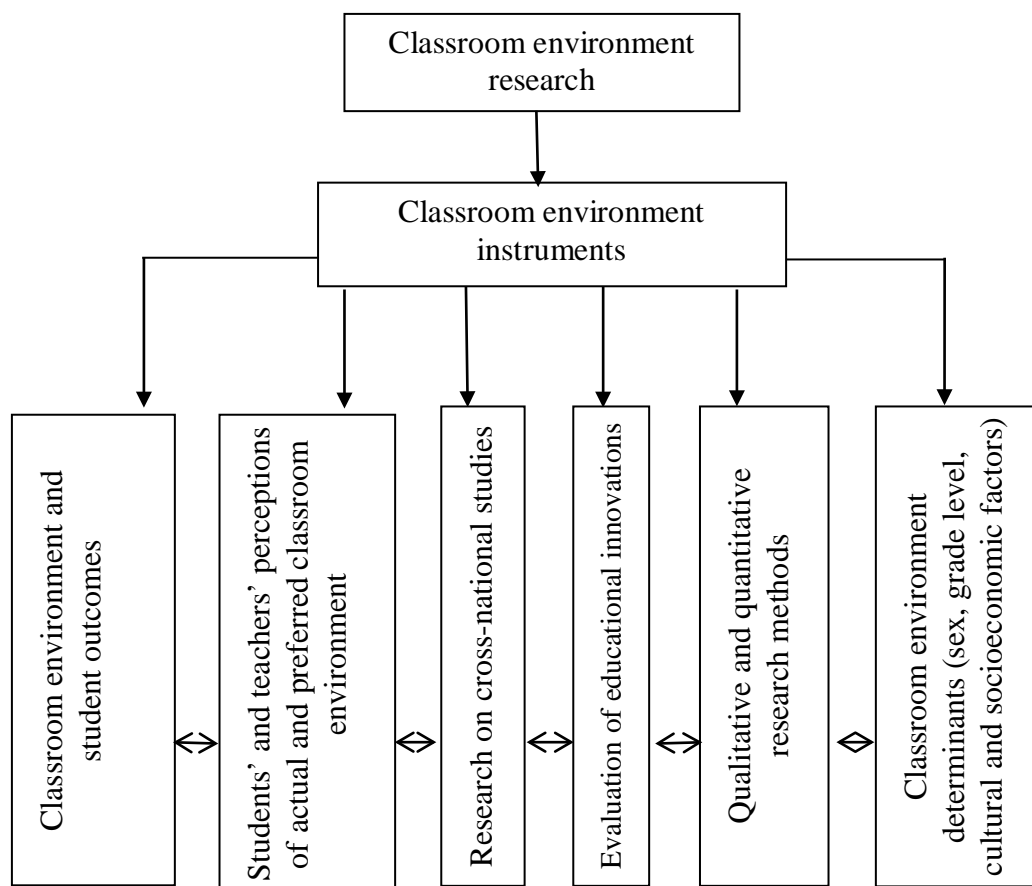 Classroom environment
research
Classroom environment
instruments
Classroom environment and
student outcomes
Students’ and teachers’ perceptions
of actual and preferred classroom
environment
Research on cross-national studies
Evaluation of educational innovations
Qualitative and quantitative
research methods
Classroom environment
determinants (sex, grade level,
cultural and socioeconomic factors)